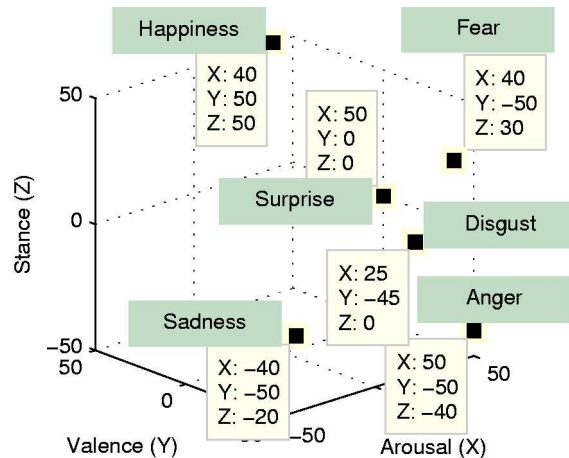 Happiness
X: 40
Y: 50
Z: 50
Fear
X: 40
Y: −50
Z: 30
X: 50
Y: 0
Z: 0
Surprise
Disgust
X: 25
Y: −45
Z: 0
Anger
X: 50
Y: −50
Z: −40
Sadness
X: −40
Y: −50
Z: −20
Stance (Z)
50
0
−50
50
0
−50
50
Valence (Y)
Arousal (X)